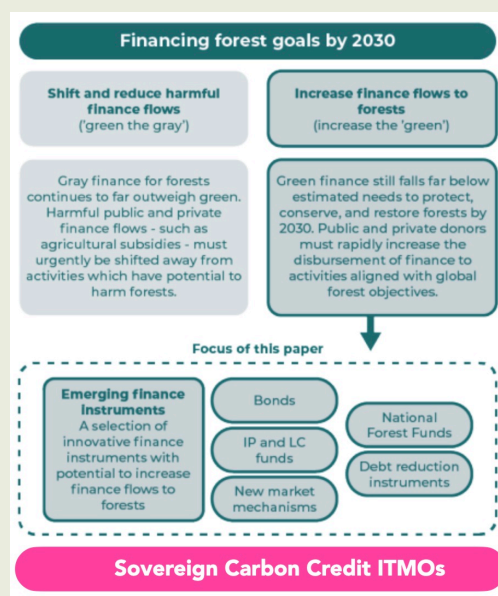 Financing forest goals by 2030
Shift and reduce harmful
finance flows
('green the gray')
Increase finance flows to
forests
(increase the 'green')
Gray finance for forests
continues to far outweigh green.
Harmful public and private
finance flows - such as
agricultural subsidies - must
urgently be shifted away from
activities which have potential to
harm forests.
Green finance still falls far below
estimated needs to protect,
conserve, and restore forests by
2030. Public and private donors
must rapidly increase the
disbursement of finance to
activities aligned with global
forest objectives.
Focus of this paper
Emerging finance
instruments
A selection of
innovative finance
instruments with
potential to increase
finance flows to
forests
Bonds
IP and LC
funds
New market
mechanisms
National
Forest Funds
Debt reduction
instruments
Sovereign Carbon Credit ITMOs